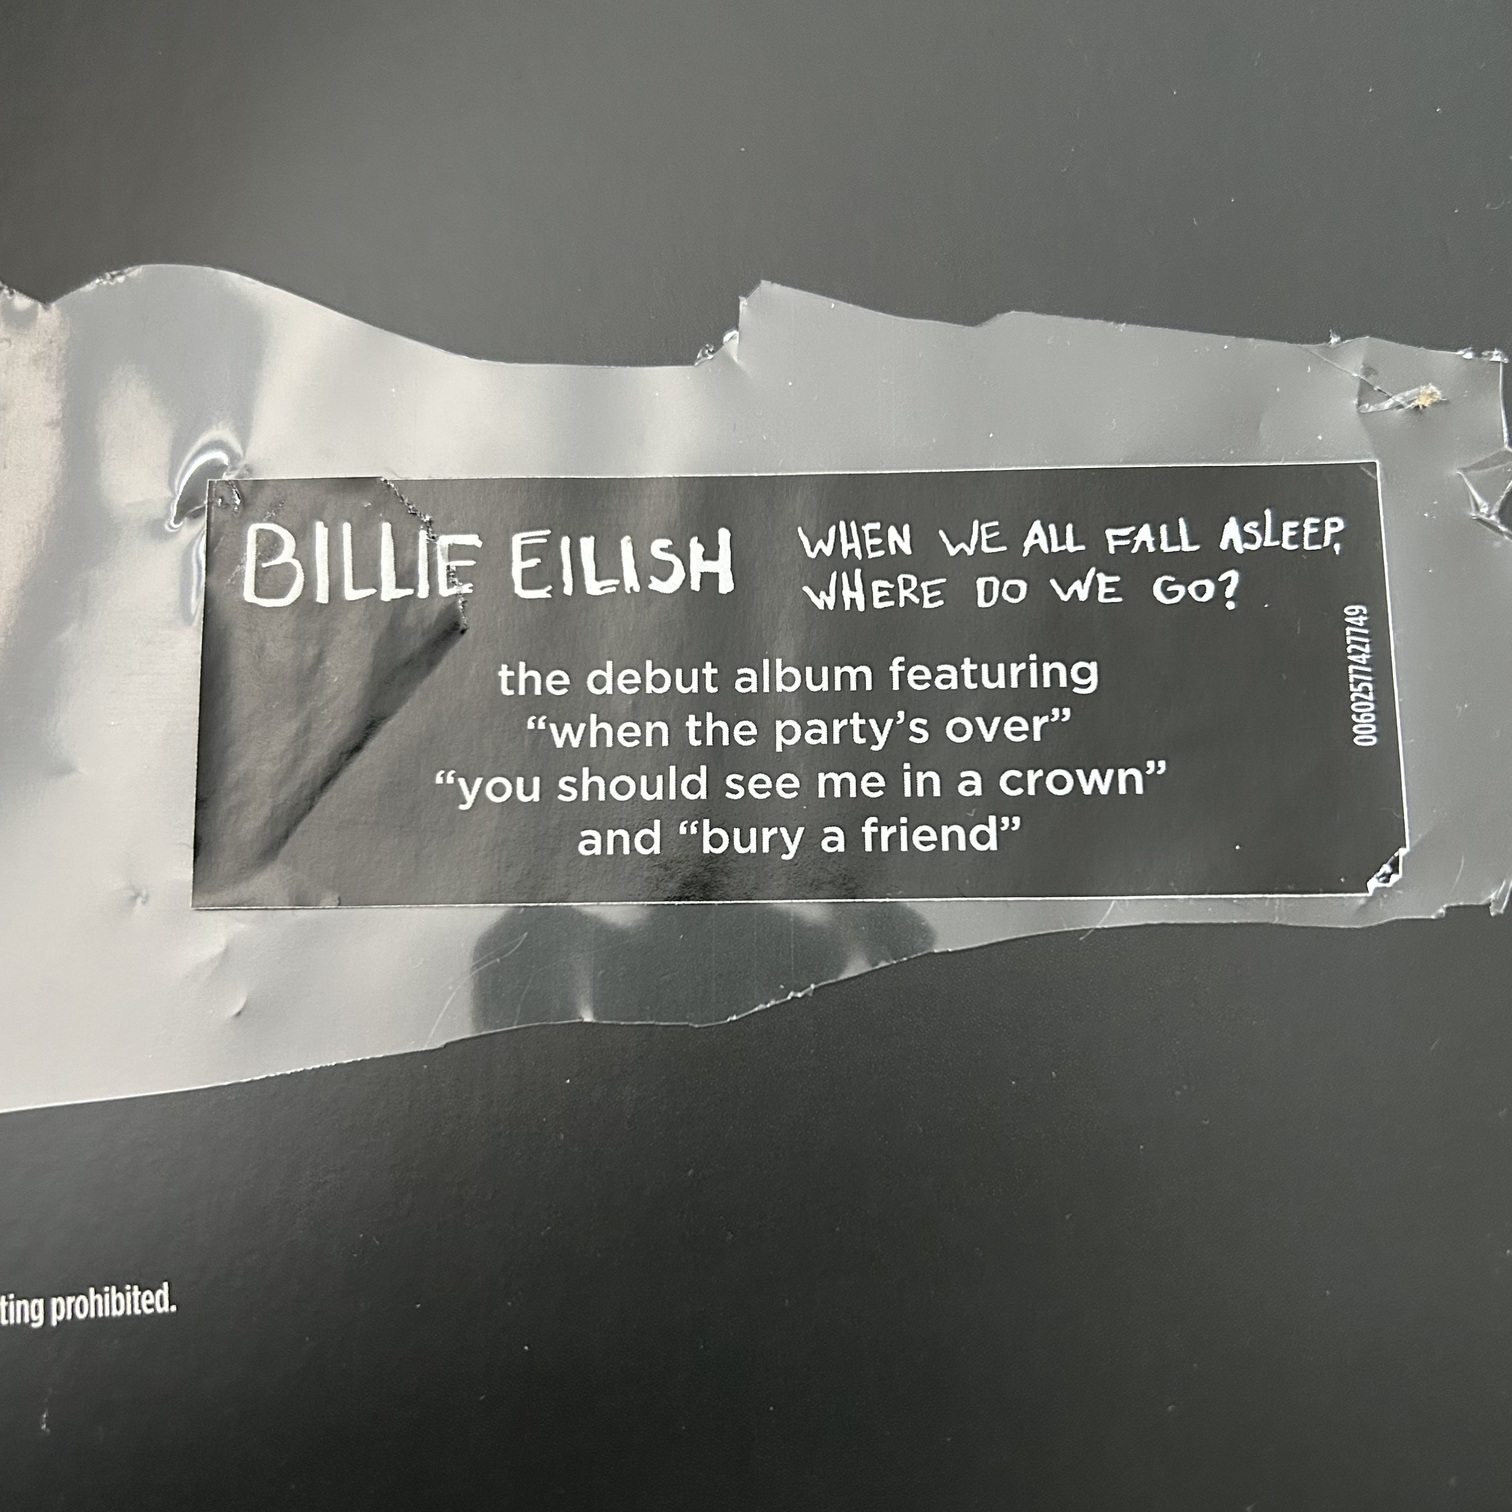 BILLIE EILISH
WHEN WE ALL FALL ASLEEP,
WHERE DO WE GO?
the debut album featuring
“when the party’s over”
“you should see me in a crown”
and “bury a friend”
00602577427749
ting prohibited.